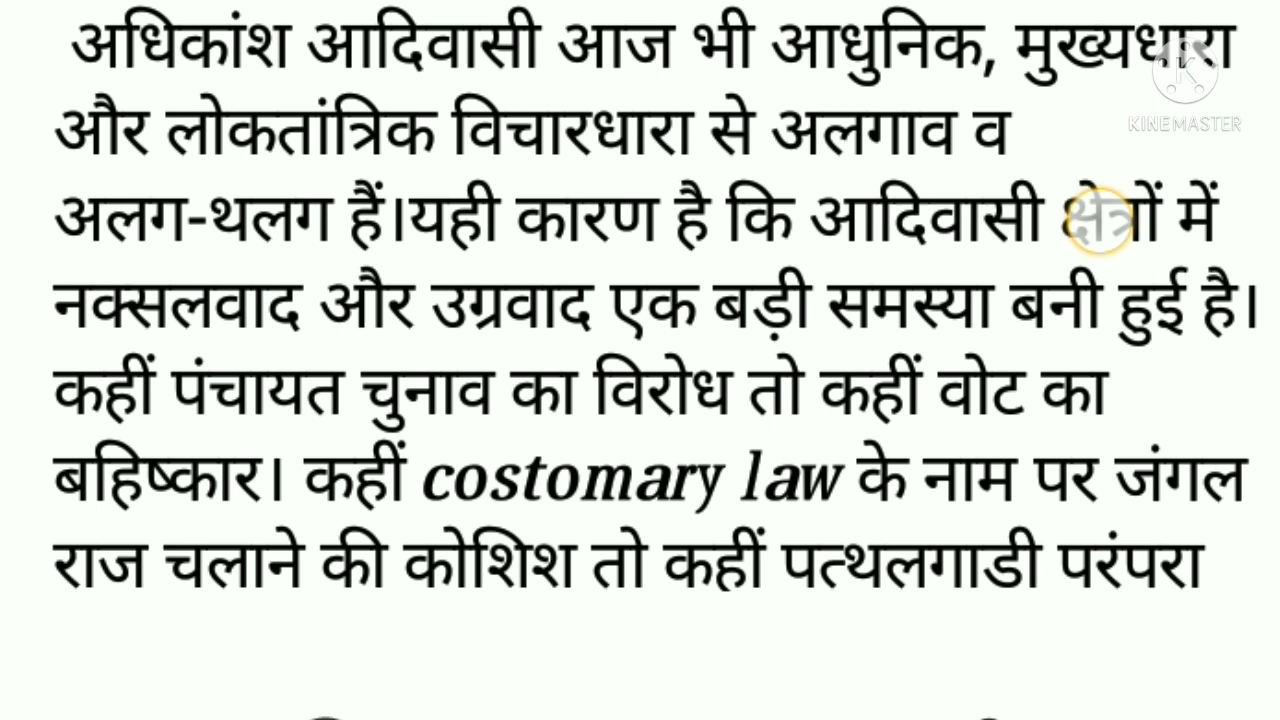 अधिकांश आदिवासी आज भी आधुनिक, मुख्यधारा
और लोकतांत्रिक विचारधारा से अलगाव व
अलग-थलग हैं।यही कारण है कि आदिवासी क्षेत्रों में
नक्सलवाद और उग्रवाद एक बड़ी समस्या बनी हुई है।
कहीं पंचायत चुनाव का विरोध तो कहीं वोट का
बहिष्कार। कहीं costomary law के नाम पर जंगल
राज चलाने की कोशिश तो कहीं पत्थलगाडी परंपरा
K
KINEMASTER